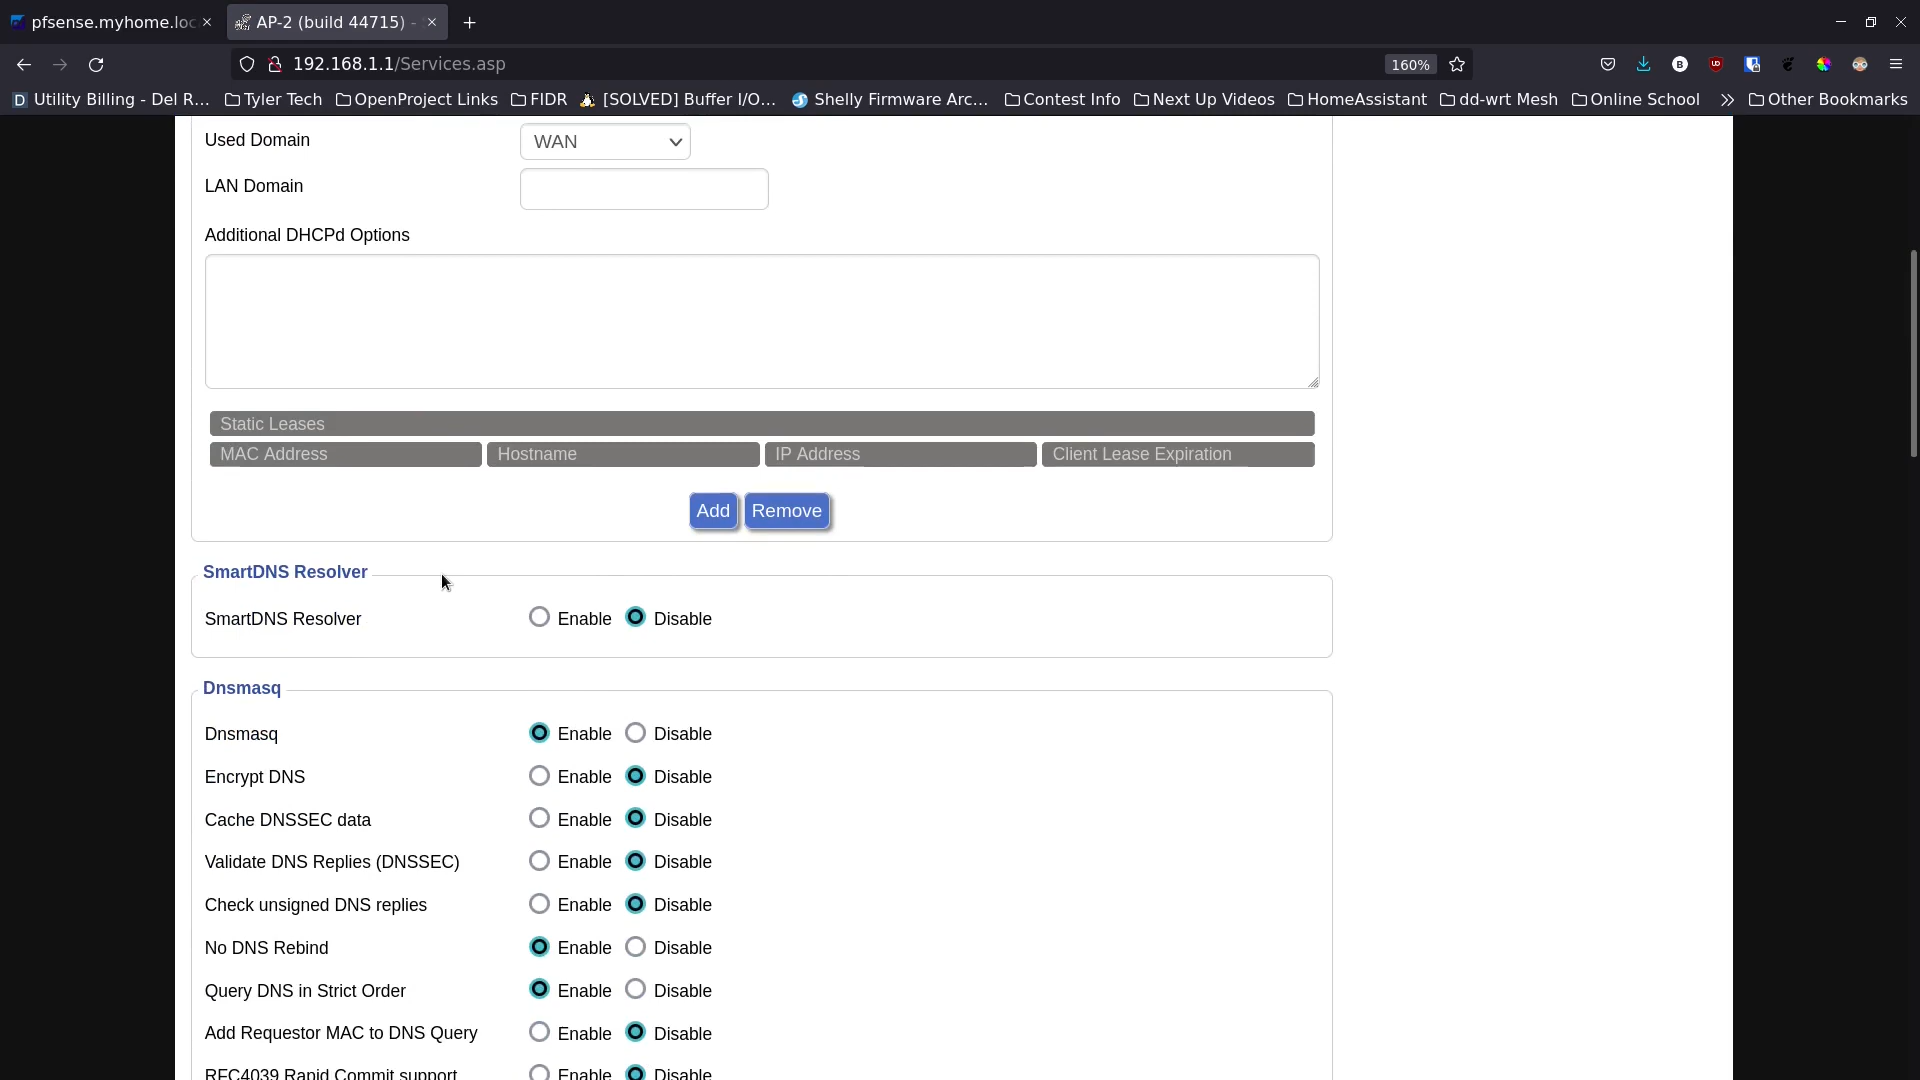 pfsense.myhome.loc
AP-2 (build 44715) -
192.168.1.1/Services.asp
160%
Utility Billing - Del R...
Tyler Tech
OpenProject Links
FIDR
[SOLVED] Buffer I/O...
Shelly Firmware Arc...
Contest Info
Next Up Videos
HomeAssistant
dd-wrt Mesh
Online School
Other Bookmarks
Used Domain
WAN
LAN Domain
Additional DHCPd Options
Static Leases
MAC Address
Hostname
IP Address
Client Lease Expiration
Add
Remove
SmartDNS Resolver
SmartDNS Resolver Enable Disable
Dnsmasq
Dnsmasq Enable Disable
Encrypt DNS Enable Disable
Cache DNSSEC data Enable Disable
Validate DNS Replies (DNSSEC) Enable Disable
Check unsigned DNS replies Enable Disable
No DNS Rebind Enable Disable
Query DNS in Strict Order Enable Disable
Add Requestor MAC to DNS Query Enable Disable
RFC4039 Rapid Commit support Enable Disable